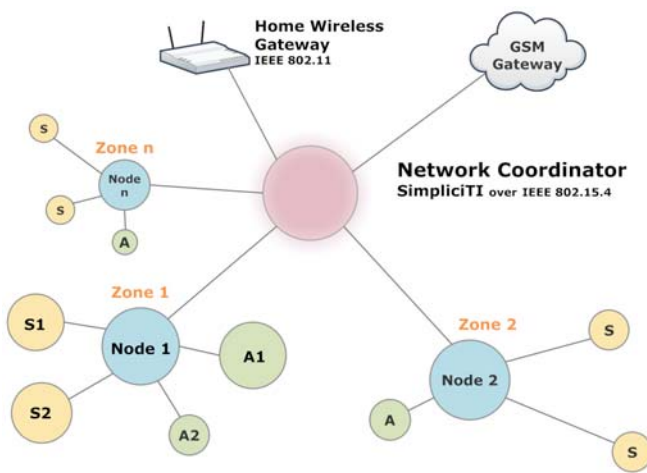 Home Wireless
Gateway
IEEE 802.11
GSM
Gateway
S
Zone n
Node
n
S
A
Network Coordinator
SimpliciTI over IEEE 802.15.4
Zone 1
S1
Node 1
A1
S2
A2
Zone 2
S
Node 2
A
S